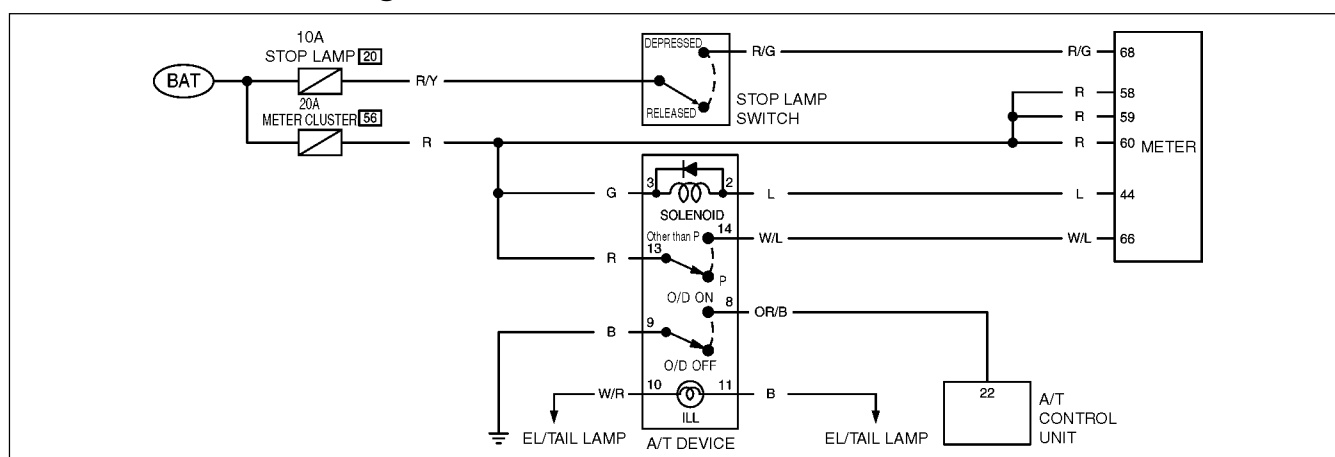 10A
STOP LAMP 20
BAT
R/Y
20A
METER CLUSTER 56
R
DEPRESSED
RELEASED
STOP LAMP
SWITCH
R/G
R/G
68
R
58
R
59
R
60
METER
G
3
2
SOLENOID
L
L
44
Other than P
14
W/L
W/L
66
R
13
P
O/D ON
8
OR/B
B
9
O/D OFF
W/R
10
11
B
ILL
EL/TAIL LAMP
A/T DEVICE
EL/TAIL LAMP
22
A/T
CONTROL
UNIT